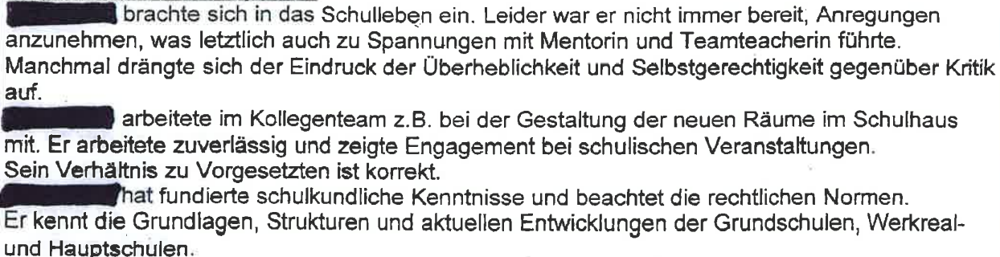 brachte sich in das Schulleben ein. Leider war er nicht immer bereit, Anregungen
anzunehmen, was letztlich auch zu Spannungen mit Mentorin und Teamteacherin führte.
Manchmal drängte sich der Eindruck der Überheblichkeit und Selbstgerechtigkeit gegenüber Kritik
auf.
arbeitete im Kollegenteam z.B. bei der Gestaltung der neuen Räume im Schulhaus
mit. Er arbeitete zuverlässig und zeigte Engagement bei schulischen Veranstaltungen.
Sein Verhältnis zu Vorgesetzten ist korrekt.
hat fundierte schulkundliche Kenntnisse und beachtet die rechtlichen Normen.
Er kennt die Grundlagen, Strukturen und aktuellen Entwicklungen der Grundschulen, Werkreal-
und Hauptschulen.